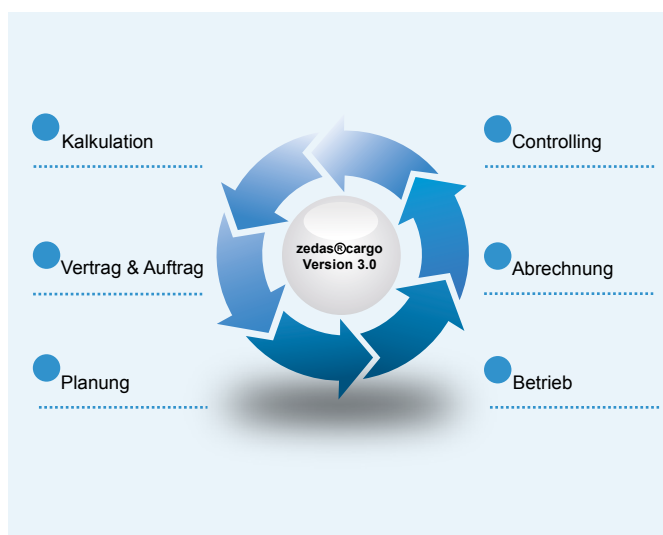 Kalkulation
Vertrag & Auftrag
Planung
zedas®cargo
Version 3.0
Controlling
Abrechnung
Betrieb